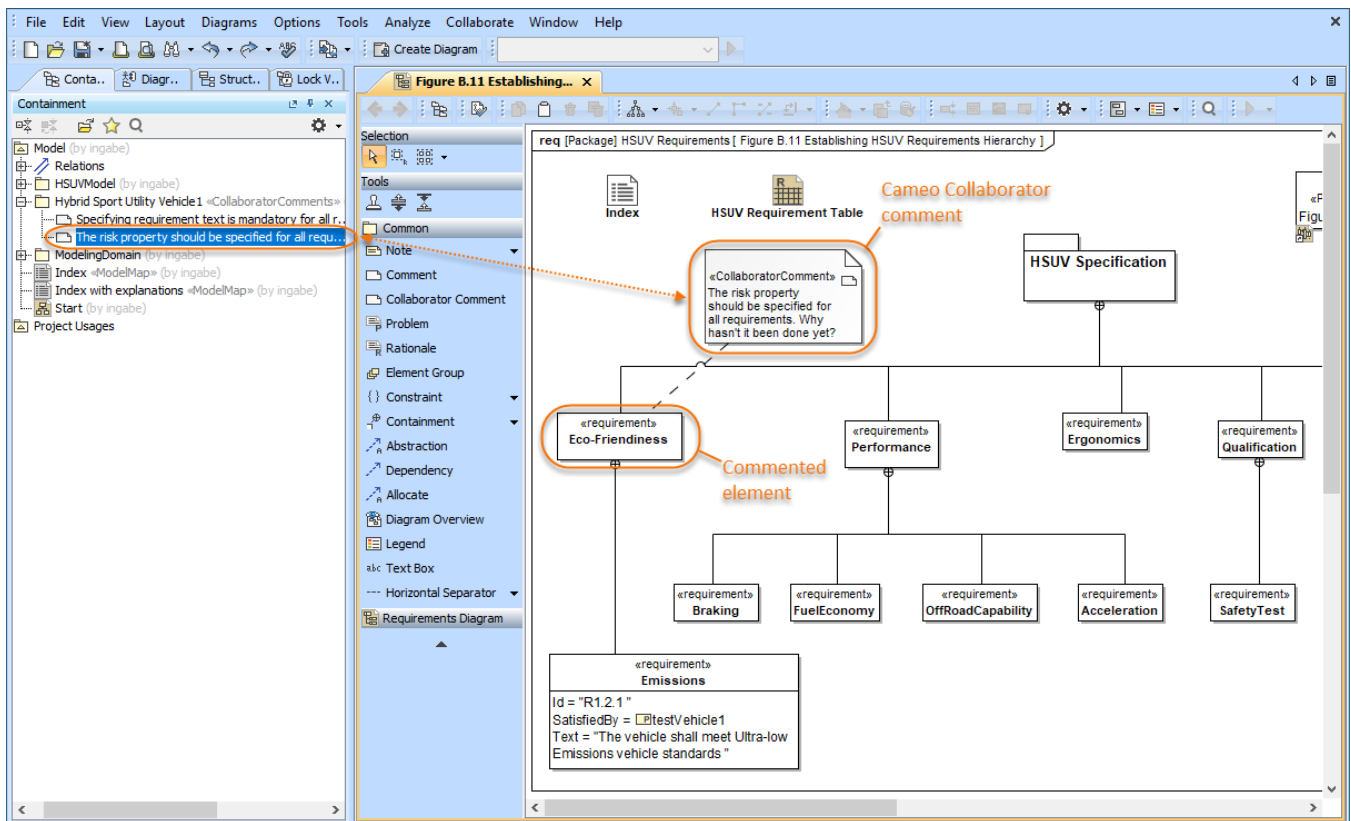 File Edit View Layout Diagrams Options Tools Analyze Collaborate Window Help
Create Diagram
Conta.. Diagr.. Struct.. Lock V..
Figure B.11 Establishing...
Containment
Model (by ingabe)
Relations
HSUVModel (by ingabe)
Hybrid Sport Utility Vehicle1 «CollaboratorComments»
Specifying requirement text is mandatory for all r..
The risk property should be specified for all requ...
ModelingDomain (by ingabe)
Index «ModelMap» (by ingabe)
Index with explanations «ModelMap» (by ingabe)
Start (by ingabe)
Project Usages
Selection
Tools
Common
Note
Comment
Collaborator Comment
Problem
Rationale
Element Group
{} Constraint
Containment
Abstraction
Dependency
Allocate
Diagram Overview
Legend
abc Text Box
Horizontal Separator
Requirements Diagram
req [Package] HSUV Requirements [ Figure B.11 Establishing HSUV Requirements Hierarchy ]
Index
HSUV Requirement Table
Cameo Collaborator
comment
«F
Figu
«CollaboratorComment»
The risk property
should be specified for
all requirements. Why
hasn't it been done yet?
HSUV Specification
«requirement»
Eco-Friendiness
Commented
element
«requirement»
Performance
«requirement»
Ergonomics
«requirement»
Qualification
«requirement»
Braking
«requirement»
FuelEconomy
«requirement»
OffRoadCapability
«requirement»
Acceleration
«requirement»
SafetyTest
«requirement»
Emissions
Id = "R1.2.1 "
SatisfiedBy = testVehicle1
Text = "The vehicle shall meet Ultra-low
Emissions vehicle standards "